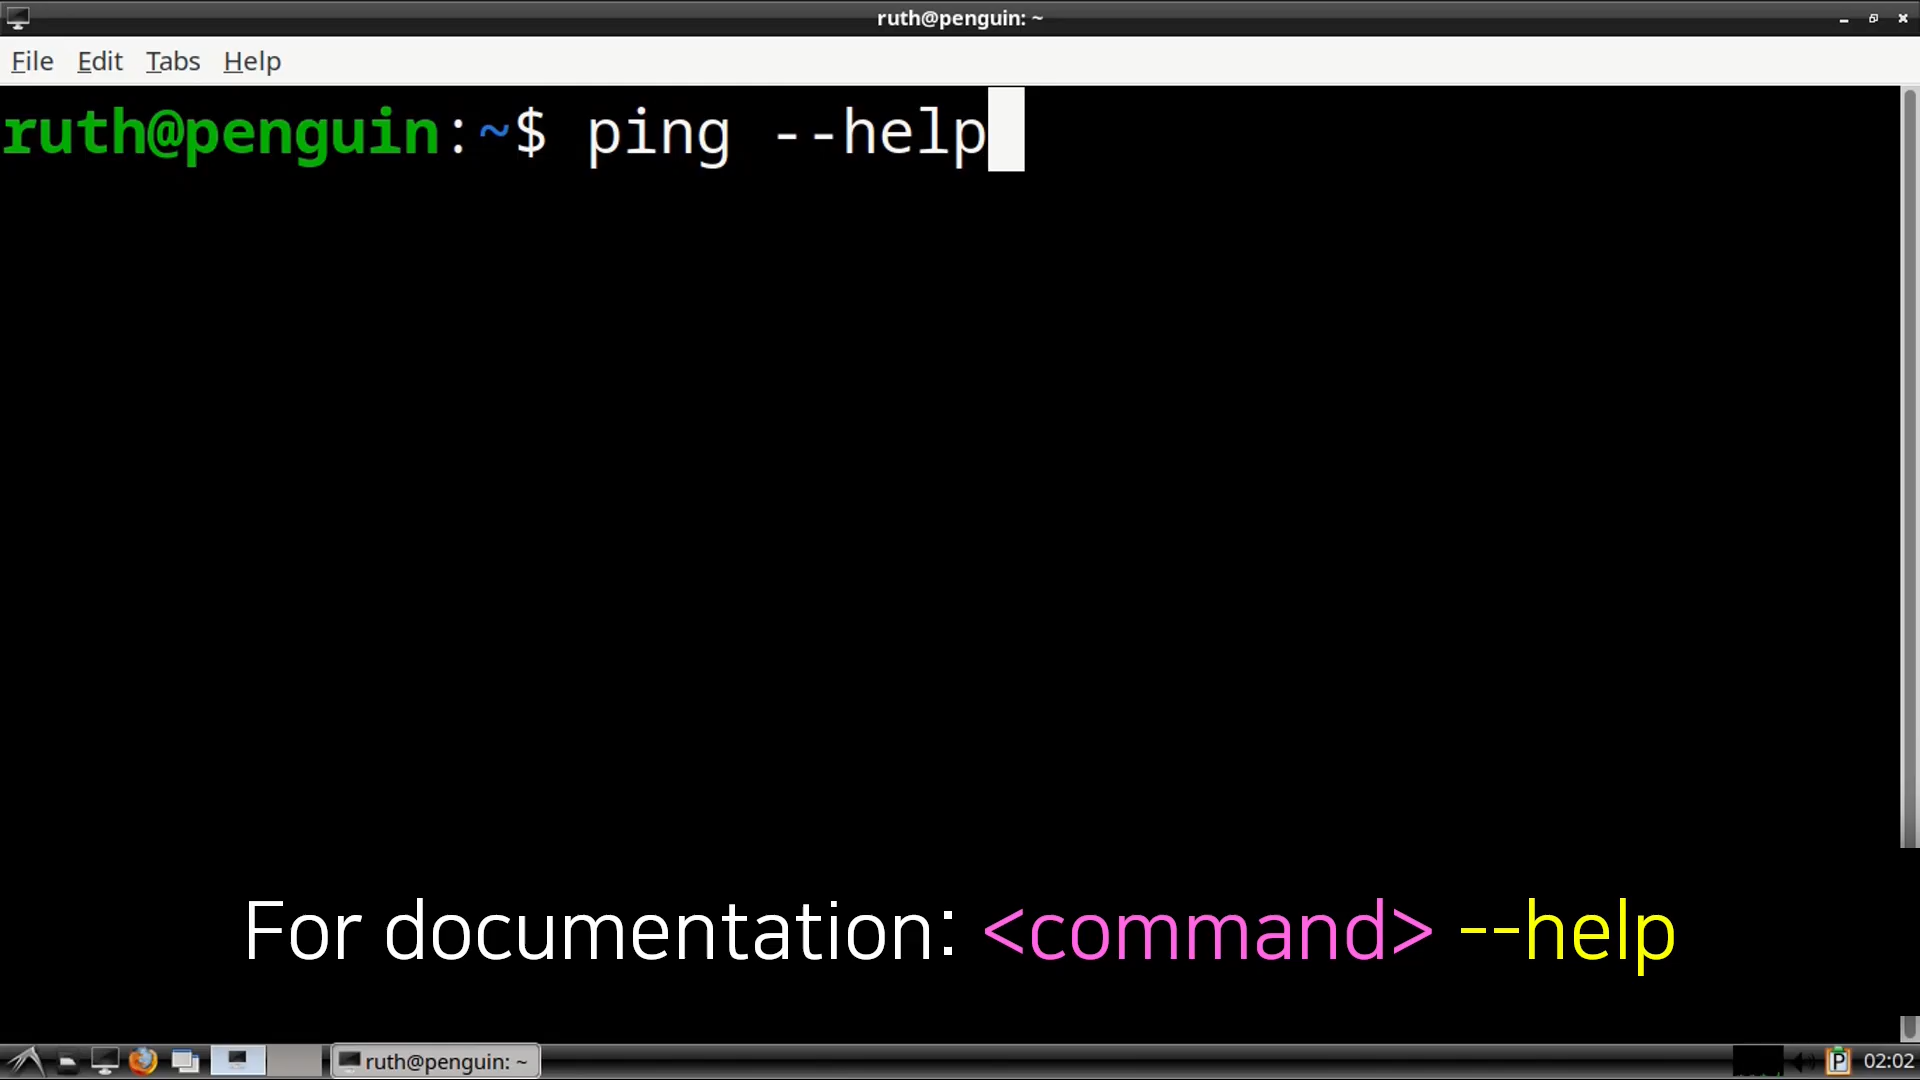 ruth@penguin: ~
File Edit Tabs Help
ruth@penguin:~$ ping --help
For documentation: <command> --help
ruth@penguin: ~
P
02:02